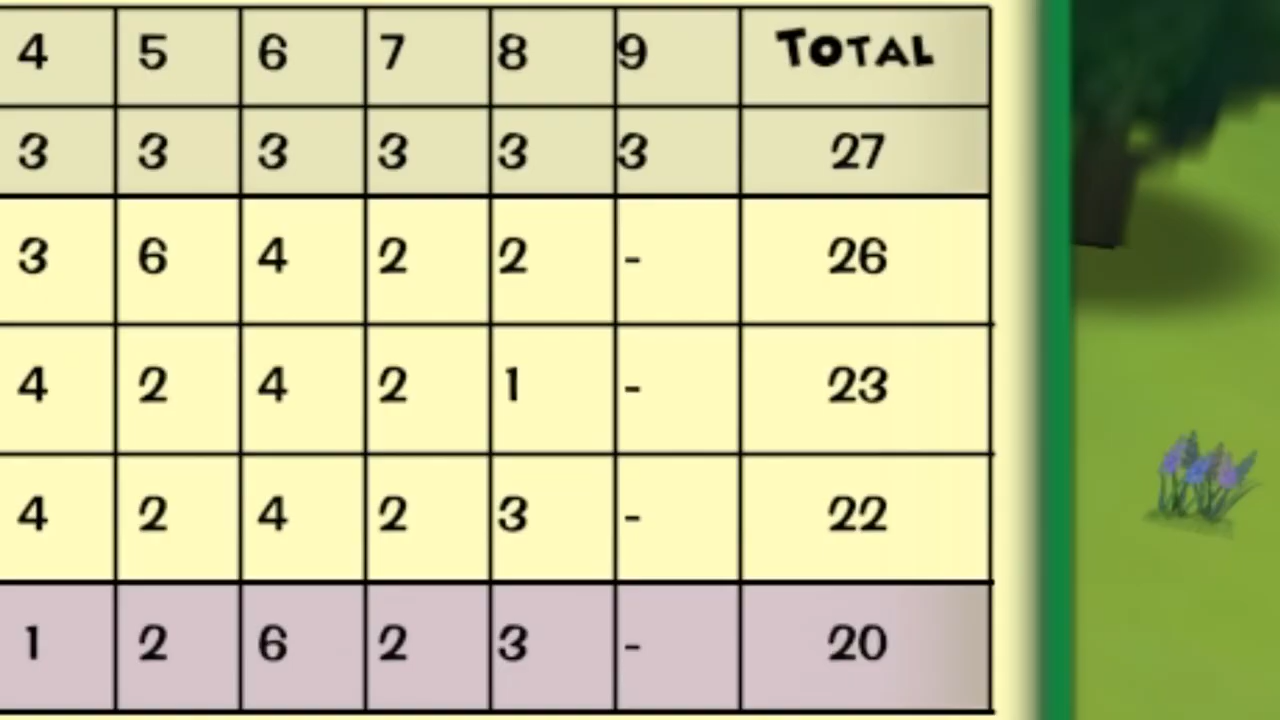 4 5 6 7 8 9 TOTAL
3 3 3 3 3 3 27
3 6 4 2 2 - 26
4 2 4 2 1 - 23
4 2 4 2 3 - 22
1 2 6 2 3 - 20